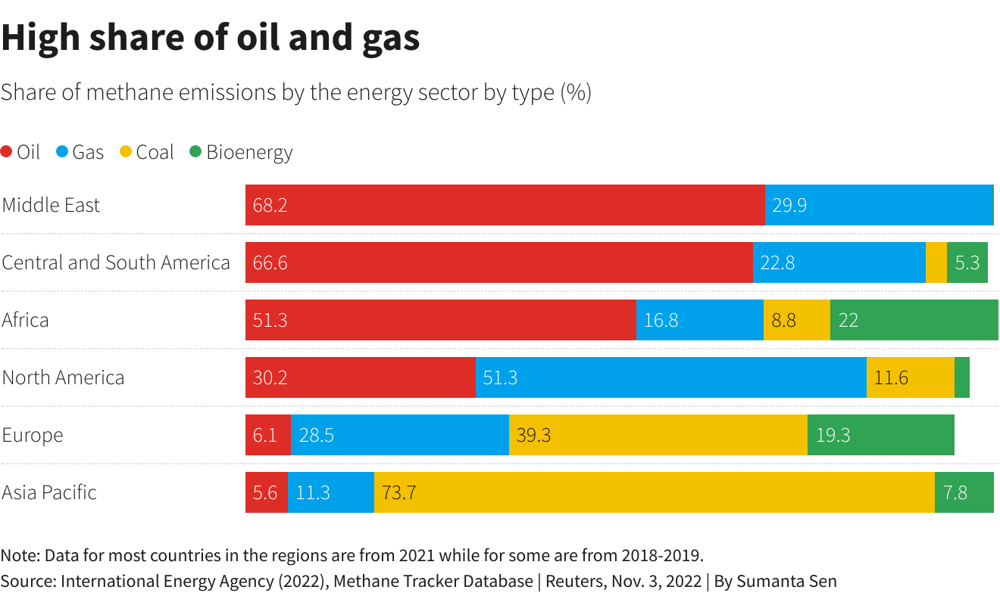 High share of oil and gas
Share of methane emissions by the energy sector by type (%)
Oil Gas Coal Bioenergy
Middle East 68.2 29.9
Central and South America 66.6 22.8 5.3
Africa 51.3 16.8 8.8 22
North America 30.2 51.3 11.6
Europe 6.1 28.5 39.3 19.3
Asia Pacific 5.6 11.3 73.7 7.8
Note: Data for most countries in the regions are from 2021 while for some are from 2018-2019.
Source: International Energy Agency (2022), Methane Tracker Database | Reuters, Nov. 3, 2022 | By Sumanta Sen